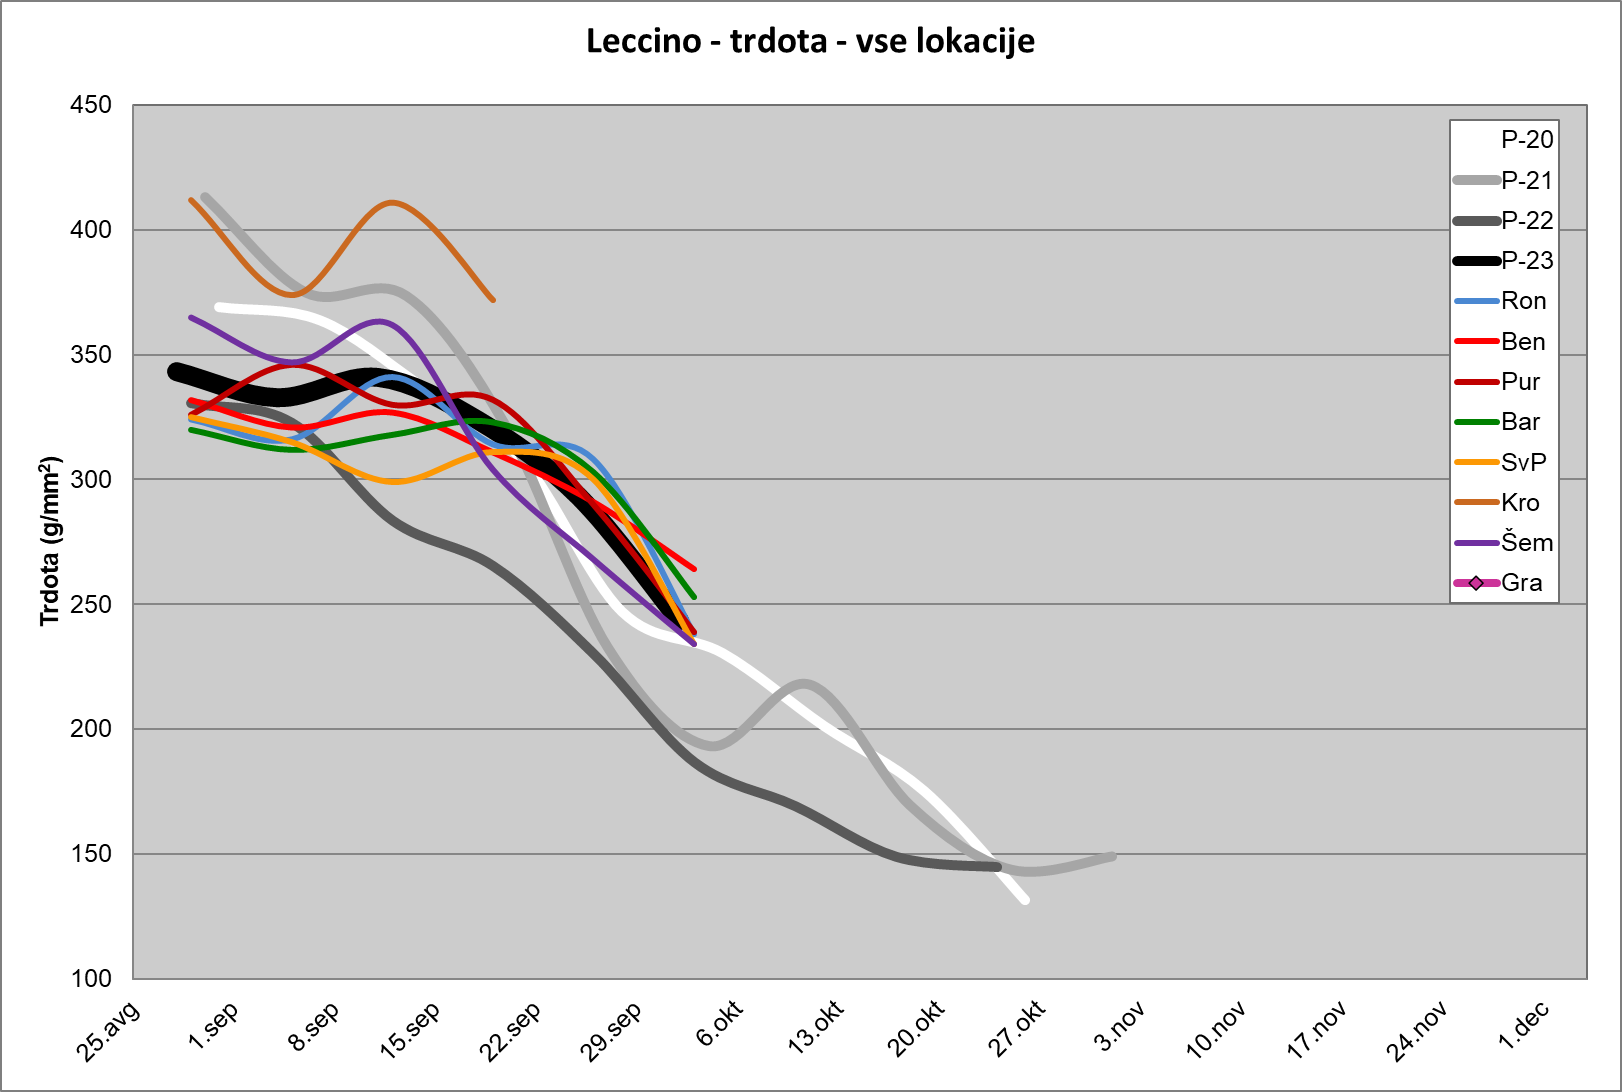 Leccino - trdota - vse lokacije
Trdota (g/mm²)
450
400
350
300
250
200
150
100
25.avg
1.sep
8.sep
15.sep
22.sep
29.sep
6.okt
13.okt
20.okt
27.okt
3.nov
10.nov
17.nov
24.nov
1.dec
P-20
P-21
P-22
P-23
Ron
Ben
Pur
Bar
SvP
Kro
Šem
Gra